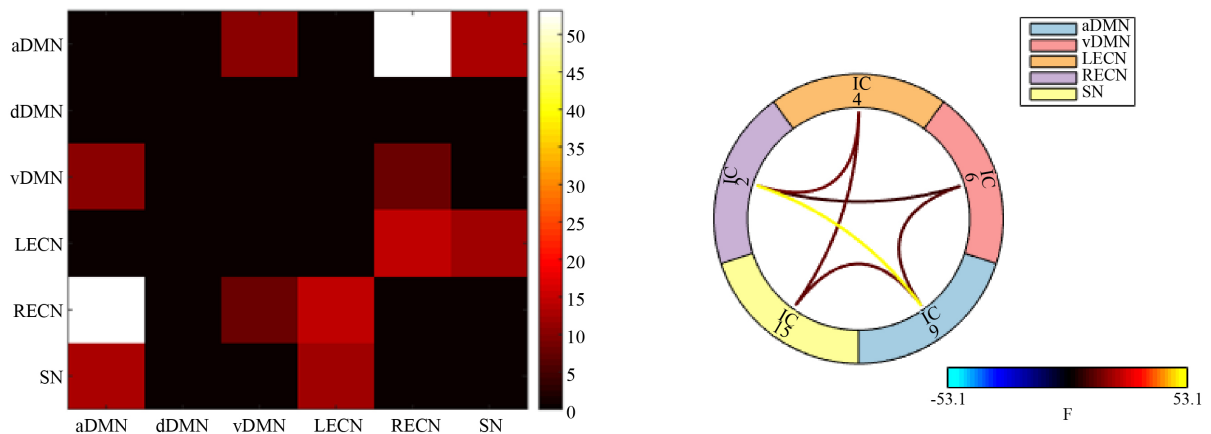 aDMN
dDMN
vDMN
LECN
RECN
SN
aDMN dDMN vDMN LECN RECN SN
50
45
40
35
30
25
20
15
10
5
0
aDMN
vDMN
LECN
RECN
SN
IC
4
IC
2
IC
6
IC
15
IC
9
-53.1 53.1
F